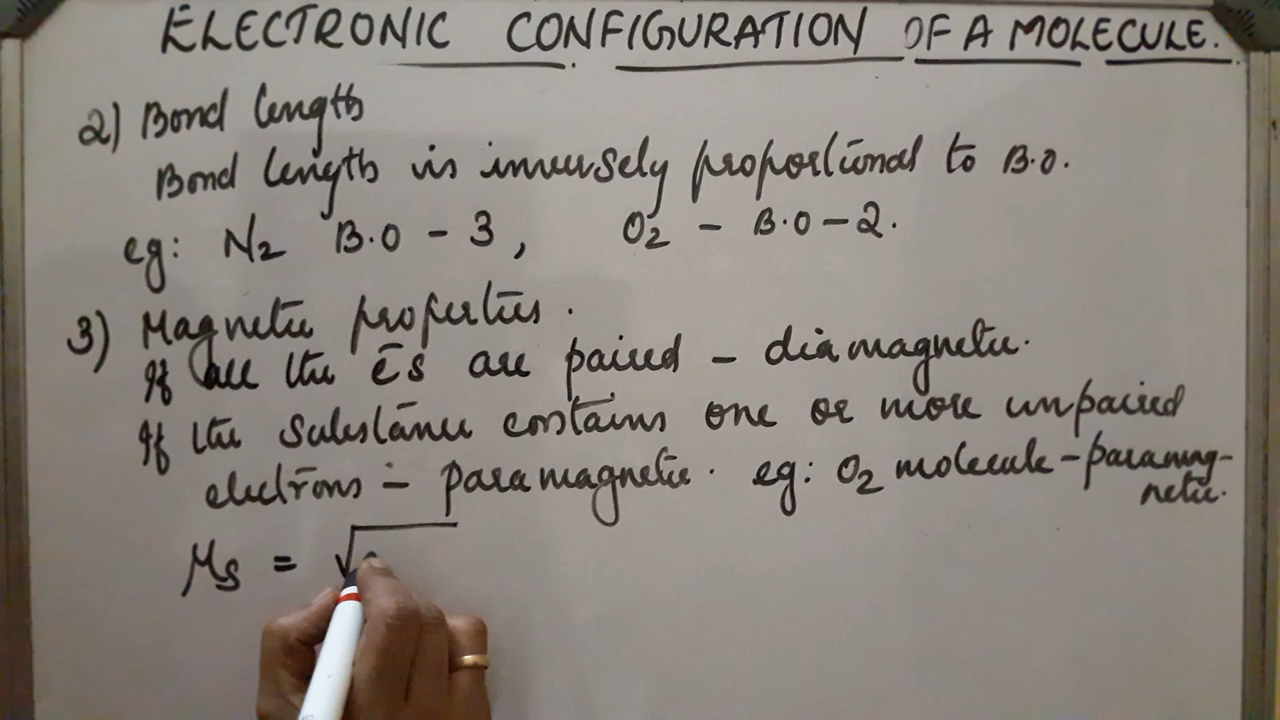 ELECTRONIC CONFIGURATION OF A MOLECULE.
2) Bond length
Bond length is inversely proportional to B.O.
eg: N2 B.O - 3, O2 - B.O - 2.
3) Magnetic properties.
If all the ēs are paired - diamagnetic.
If the substance contains one or more unpaired
electrons - paramagnetic. eg: O2 molecule - paramag-
netic.
μs = √